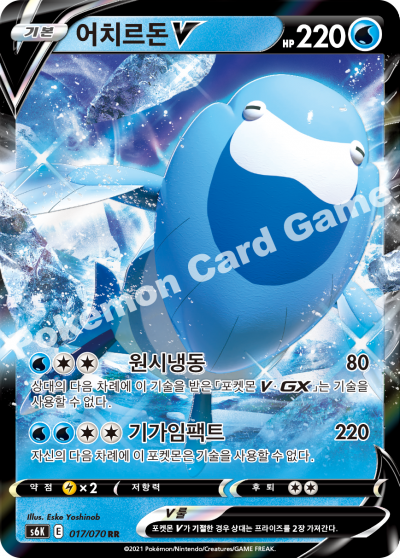 기본 어치르돈 V HP 220
Pokémon Card Game
원시냉동 80
상대의 다음 차례에 이 기술을 받은 「포켓몬 V·GX」는 기술을
사용할 수 없다.
기가임팩트 220
자신의 다음 차례에 이 포켓몬은 기술을 사용할 수 없다.
약점 ×2 저항력 후퇴
Illus. Eske Yoshinob
s6K E 017/070 RR
V룰
포켓몬 V가 기절한 경우 상대는 프라이즈를 2장 가져간다.
©2021 Pokémon/Nintendo/Creatures/GAME FREAK.